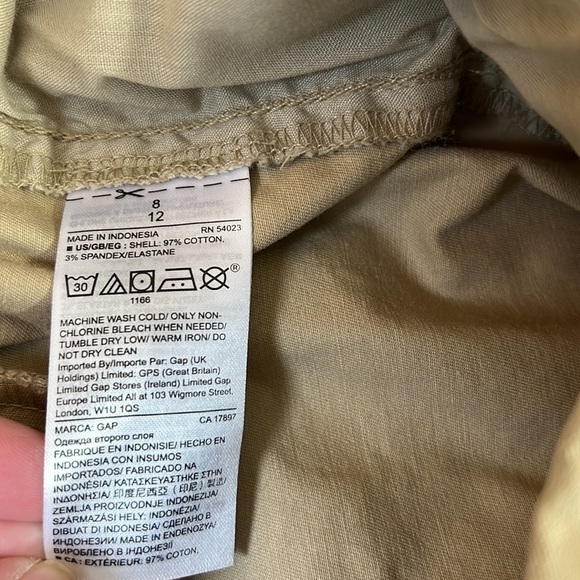 8
12
MADE IN INDONESIA RN 54023
■ US/GB/EG : SHELL: 97% COTTON,
3% SPANDEX/ELASTANE
30 ®
1166
MACHINE WASH COLD/ ONLY NON-
CHLORINE BLEACH WHEN NEEDED/
TUMBLE DRY LOW/ WARM IRON/ DO
NOT DRY CLEAN
Imported By/Importe Par: Gap (UK
Holdings) Limited: GPS (Great Britain)
Limited Gap Stores (Ireland) Limited Gap
Europe Limited All at 103 Wigmore Street,
London, W1U 1QS
MARCA: GAP CA 17897
Одежда второго слоя
FABRIQUE EN INDONESIE/ HECHO EN
INDONESIA CON INSUMOS
IMPORTADOS/ FABRICADO NA
INDONÉSIA/ ΚΑΤΑΣΚΕΥΑΣΤΗΚΕ ΣΤΗΝ
ΙΝΔΟΝΗΣΙΑ/ 印度尼西亞（印尼）製造/
ZEMLJA PROIZVODNJE INDONEZIJA/
SZÁRMAZÁSI HELY: INDONÉZIA/
DIBUAT DI INDONESIA/ СДЕЛАНО В
ИНДОНЕЗИИ/ MADE IN ENDENOZYA/
ВИРОБЛЕНО В ІНДОНЕЗІЇ
■ CA : EXTÉRIEUR: 97% COTON,